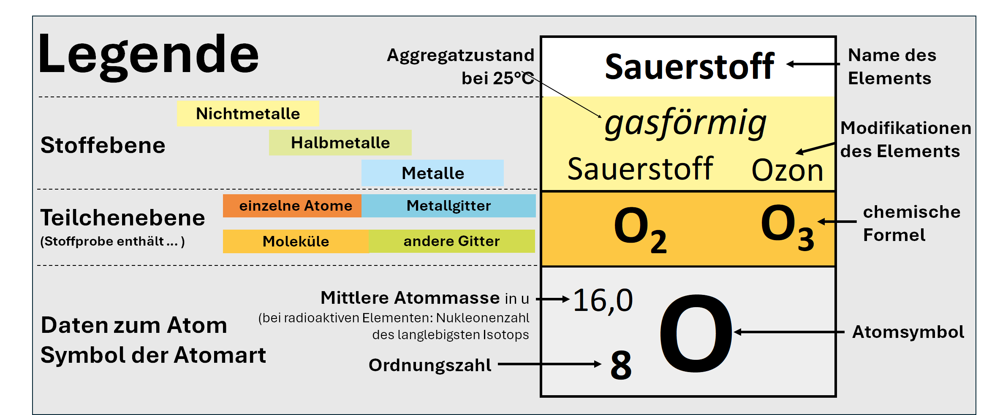 Legende
Aggregatzustand
bei 25°C
Sauerstoff
Name des
Elements
Stoffebene
Nichtmetalle
Halbmetalle
Metalle
gasförmig
Sauerstoff Ozon
Modifikationen
des Elements
Teilchenebene
(Stoffprobe enthält ... )
einzelne Atome Metallgitter
Moleküle andere Gitter
O₂ O₃
chemische
Formel
Daten zum Atom
Symbol der Atomart
Mittlere Atommasse in u
(bei radioaktiven Elementen: Nukleonenzahl
des langlebigsten Isotops
Ordnungszahl
16,0
8
O
Atomsymbol